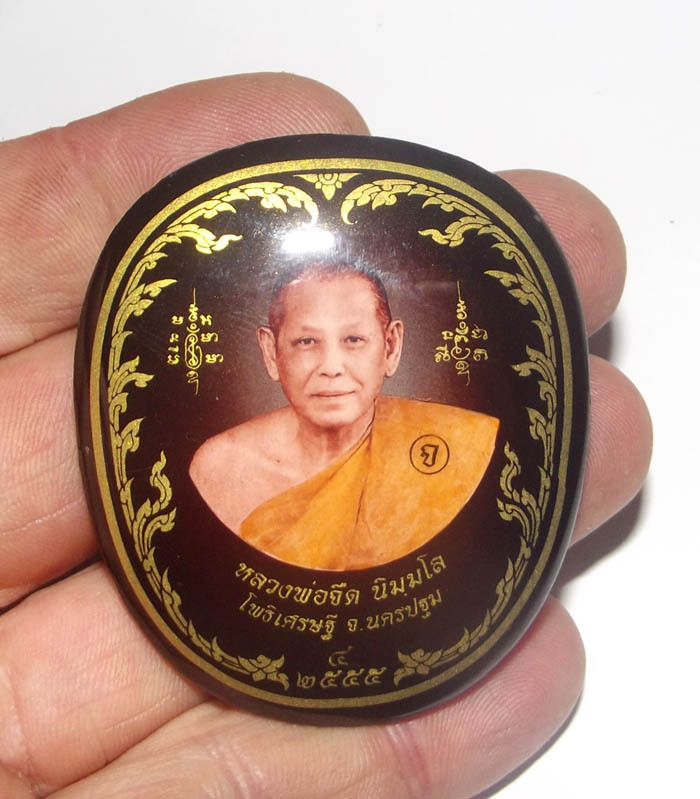 จ
หลวงพ่อจืด นิมมโล
โพธิเศรษฐี จ.นครปฐม
๔
๒๕๕๕